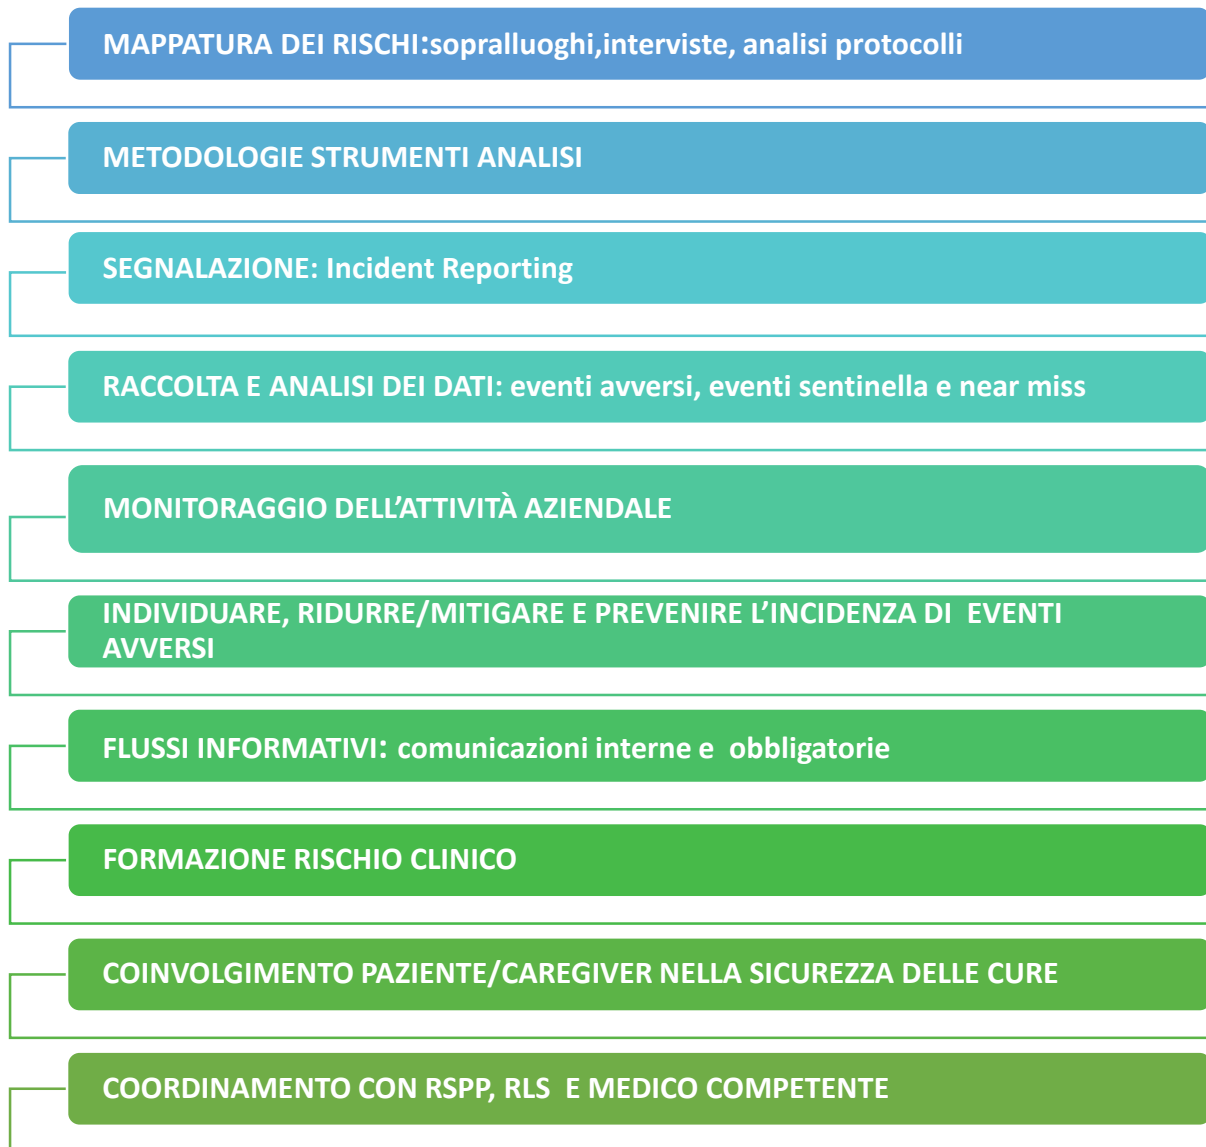 MAPPATURA DEI RISCHI:sopralluoghi,interviste, analisi protocolli
METODOLOGIE STRUMENTI ANALISI
SEGNALAZIONE: Incident Reporting
RACCOLTA E ANALISI DEI DATI: eventi avversi, eventi sentinella e near miss
MONITORAGGIO DELL’ATTIVITÀ AZIENDALE
INDIVIDUARE, RIDURRE/MITIGARE E PREVENIRE L’INCIDENZA DI EVENTI
AVVERSI
FLUSSI INFORMATIVI: comunicazioni interne e obbligatorie
FORMAZIONE RISCHIO CLINICO
COINVOLGIMENTO PAZIENTE/CAREGIVER NELLA SICUREZZA DELLE CURE
COORDINAMENTO CON RSPP, RLS E MEDICO COMPETENTE